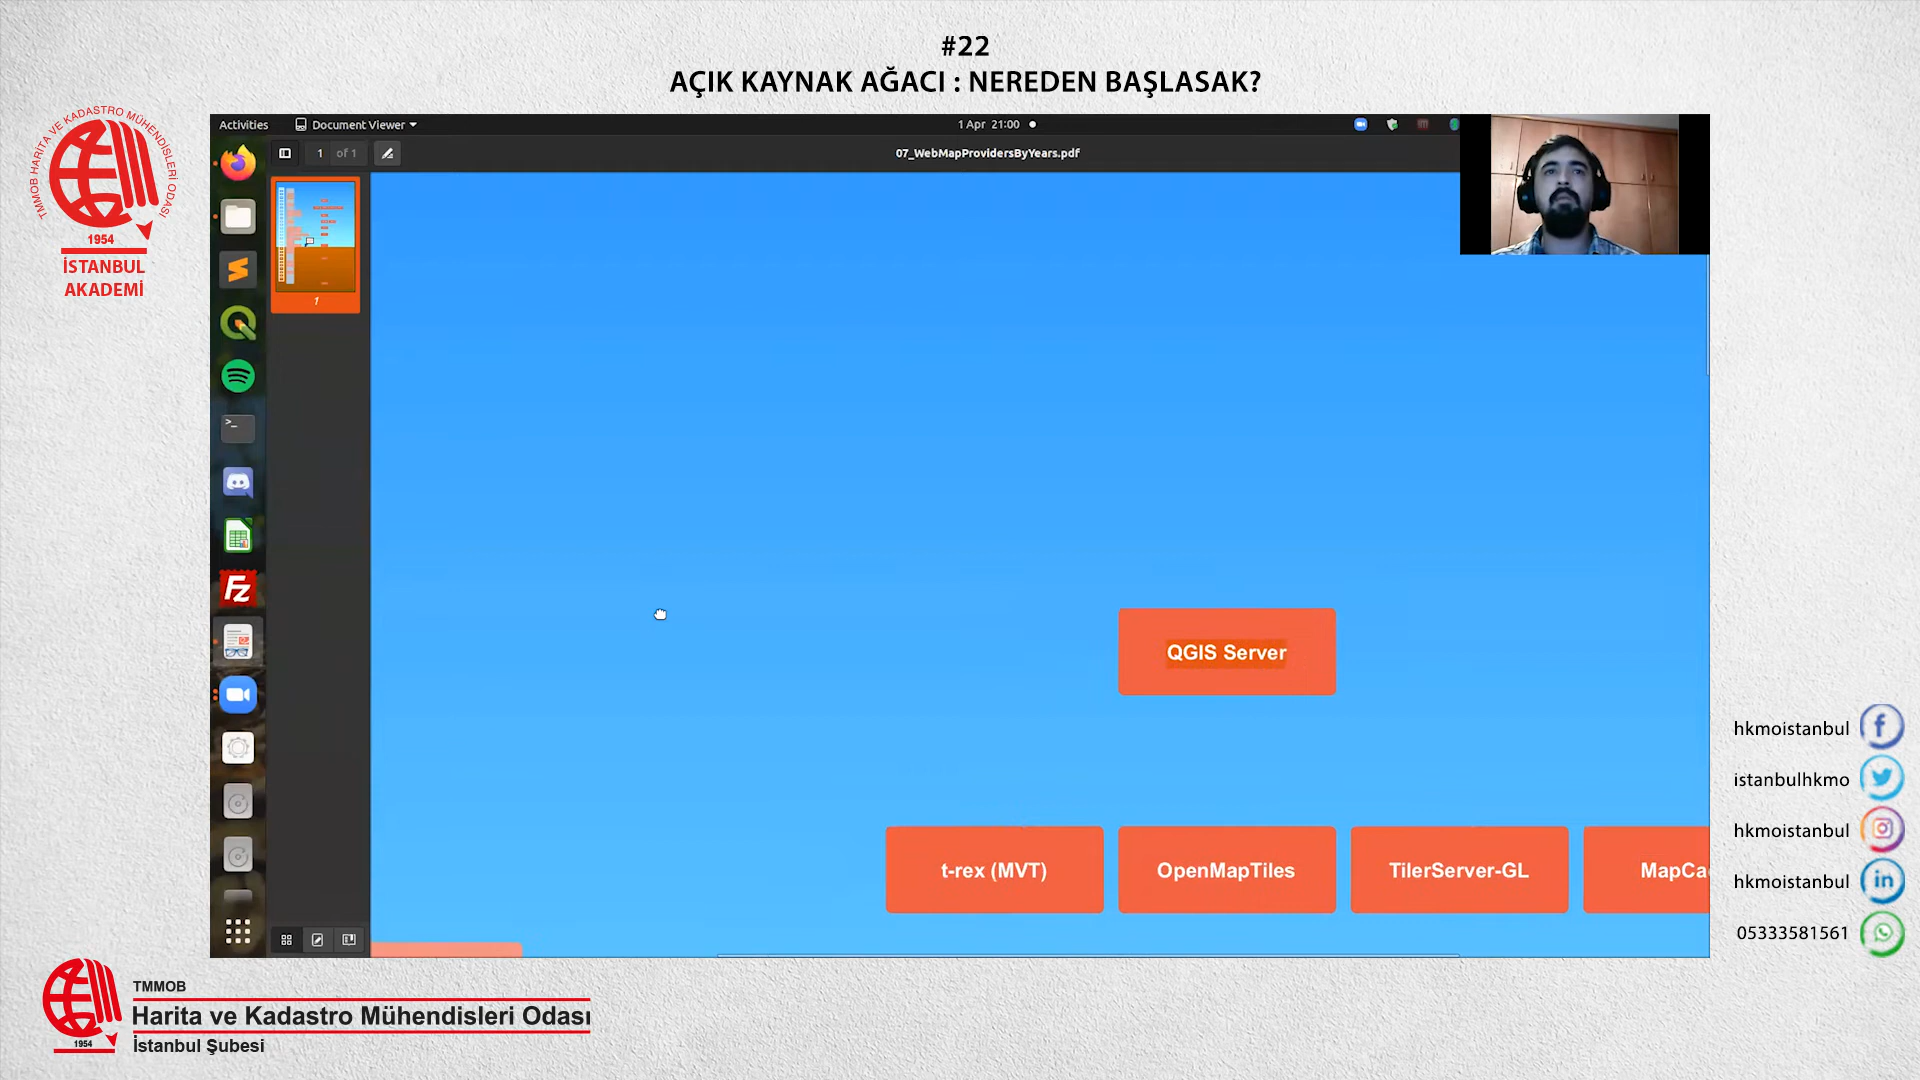 #22
AÇIK KAYNAK AĞACI : NEREDEN BAŞLASAK?
TMMOB HARİTA VE KADASTRO MÜHENDİSLERİ ODASI
1954
İSTANBUL
AKADEMİ
Activities
Document Viewer
1 Apr 21:00
1 of 1
07_WebMapProvidersByYears.pdf
1
QGIS Server
t-rex (MVT)
OpenMapTiles
TilerServer-GL
MapCa
hkmoistanbul
istanbulhkmo
hkmoistanbul
hkmoistanbul
05333581561
TMMOB
Harita ve Kadastro Mühendisleri Odası
İstanbul Şubesi
1954